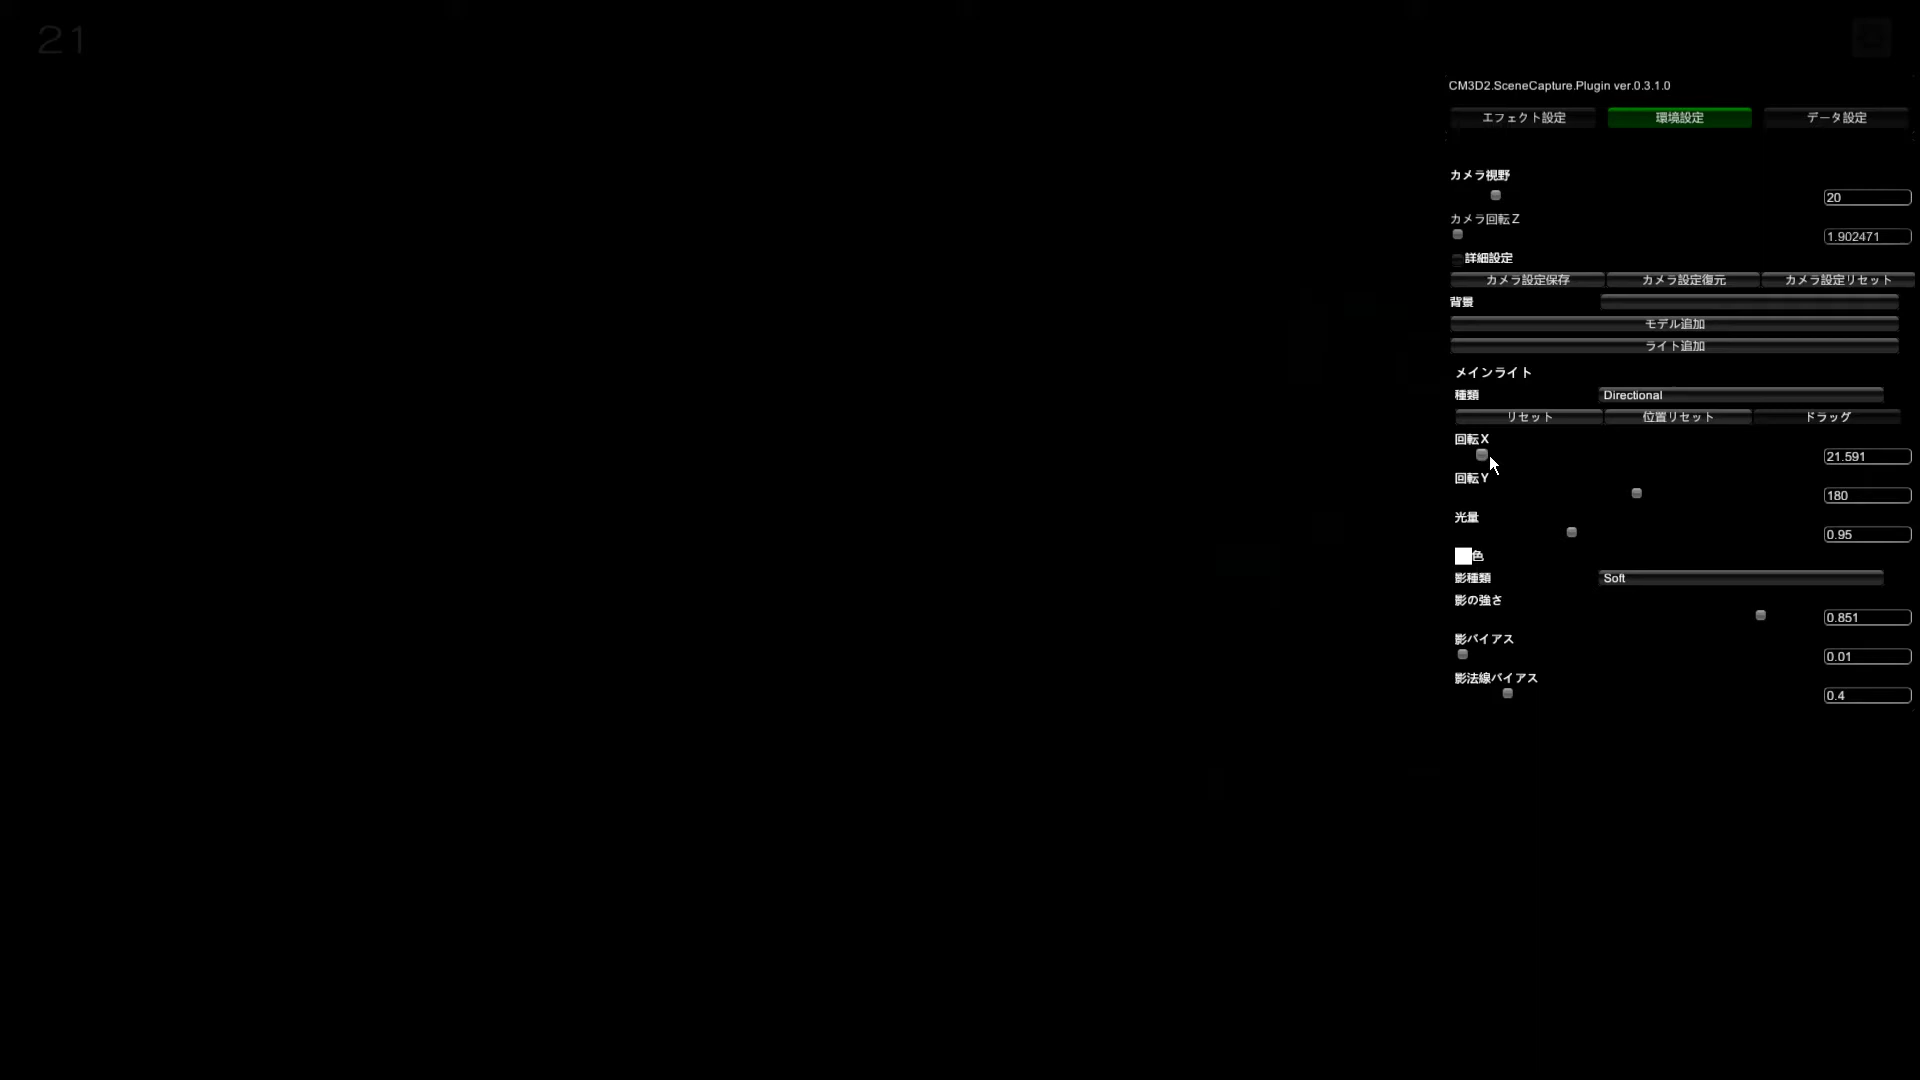 21
CM3D2.SceneCapture.Plugin ver.0.3.1.0
エフェクト設定 環境設定 データ設定
カメラ視野
20
カメラ回転Z
1.902471
詳細設定
カメラ設定保存 カメラ設定復元 カメラ設定リセット
背景
モデル追加
ライト追加
メインライト
種類 Directional
リセット 位置リセット ドラッグ
回転X
21.591
回転Y
180
光量
0.95
色
影種類 Soft
影の強さ
0.851
影バイアス
0.01
影法線バイアス
0.4